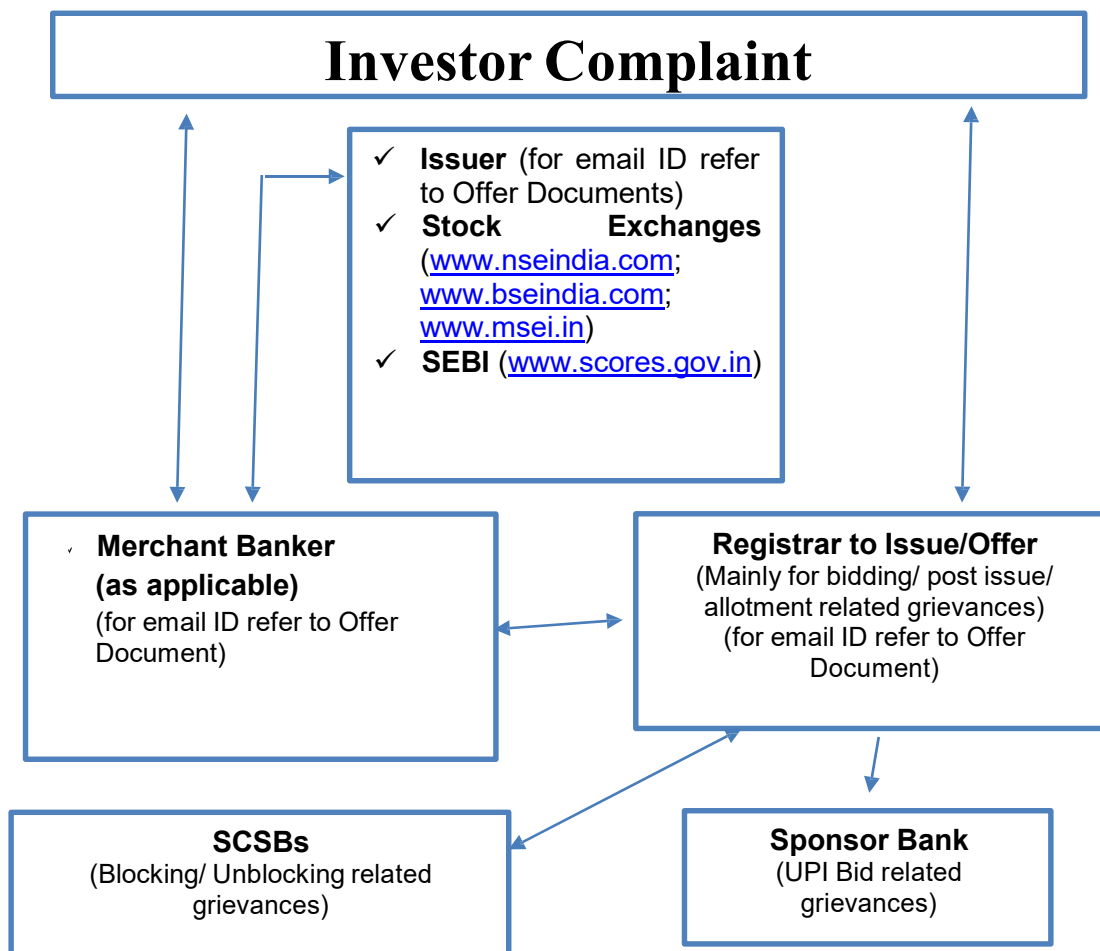 Investor Complaint
✓ Issuer (for email ID refer
to Offer Documents)
✓ Stock Exchanges
(www.nseindia.com;
www.bseindia.com;
www.msei.in)
✓ SEBI (www.scores.gov.in)
✓ Merchant Banker
(as applicable)
(for email ID refer to Offer
Document)
Registrar to Issue/Offer
(Mainly for bidding/ post issue/
allotment related grievances)
(for email ID refer to Offer
Document)
SCSBs
(Blocking/ Unblocking related
grievances)
Sponsor Bank
(UPI Bid related
grievances)